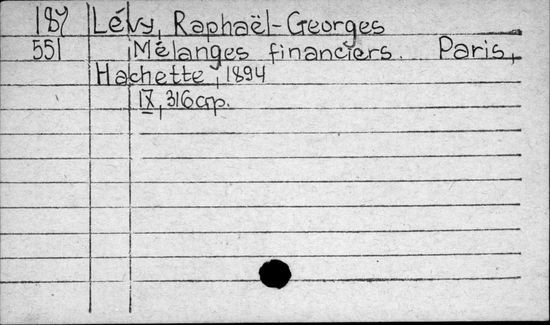 187 Lévy, Raphaël-Georges
551 Mélanges financiers. Paris,
Hachette, 1894
IX, 316 стр.